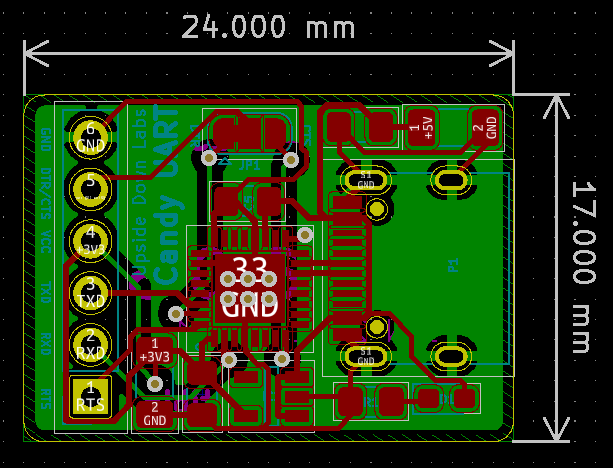 24.000 mm
17.000 mm
Upside Down Labs
Candy UART
6
GND
5
4
+3V3
3
TXD
2
RXD
1
RTS
GND
DTR/CTS
VCC
TXD
RXD
RTS
JP1
1
+5V
2
GND
S1
GND
33
GND
P1
S1
GND
1
+3V3
2
GND